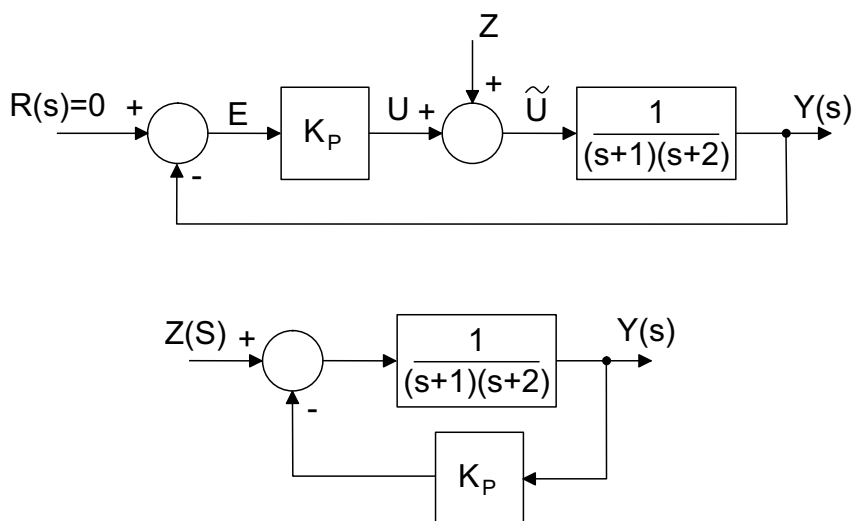 Z
R(s)=0 + E K_P U + + Ũ 1 Y(s)
(s+1)(s+2)
-
Z(S) + 1 Y(s)
(s+1)(s+2)
-
K_P